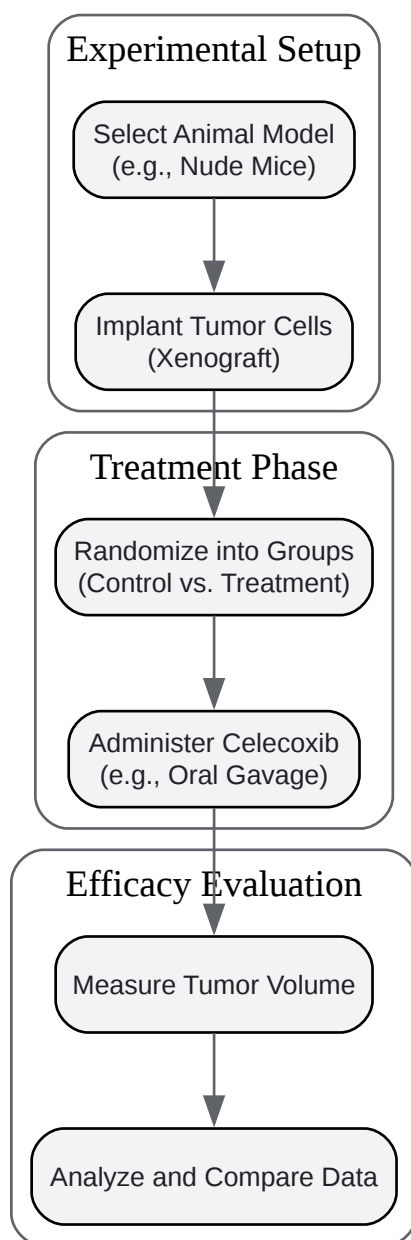 Experimental Setup
Select Animal Model
(e.g., Nude Mice)
Implant Tumor Cells
(Xenograft)
Treatment Phase
Randomize into Groups
(Control vs. Treatment)
Administer Celecoxib
(e.g., Oral Gavage)
Efficacy Evaluation
Measure Tumor Volume
Analyze and Compare Data